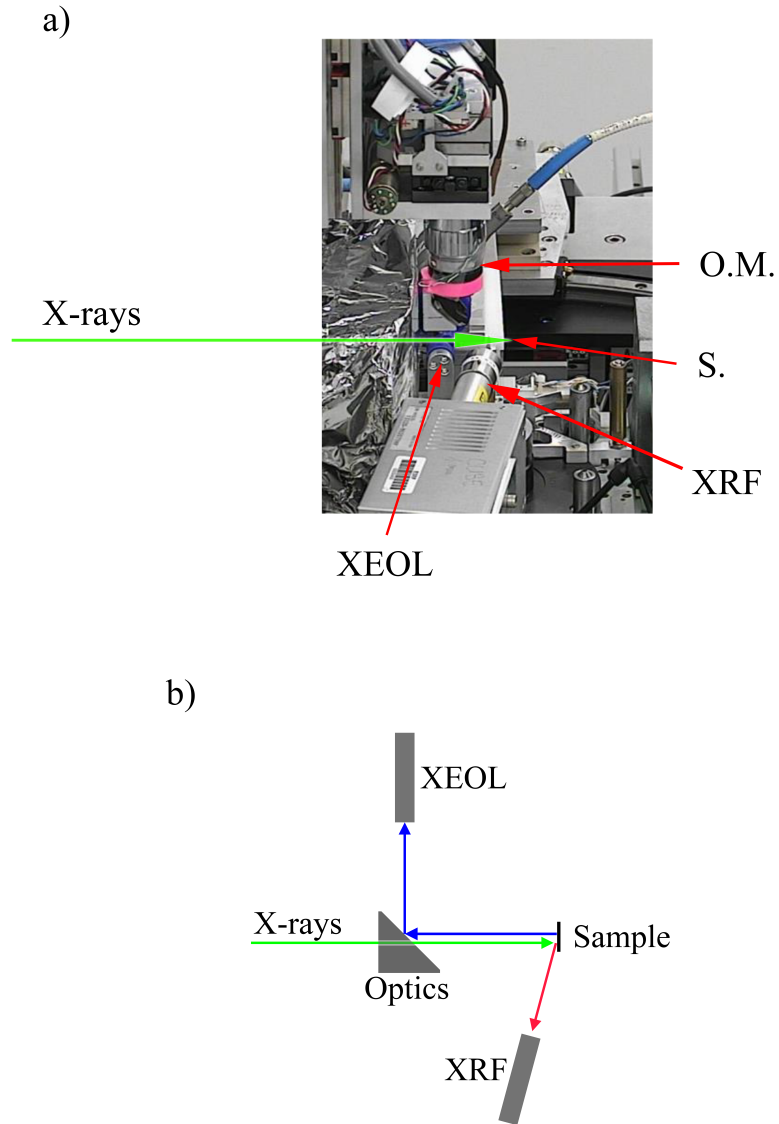 a)
O.M.
X-rays
S.
XRF
XEOL
b)
XEOL
X-rays
Sample
Optics
XRF